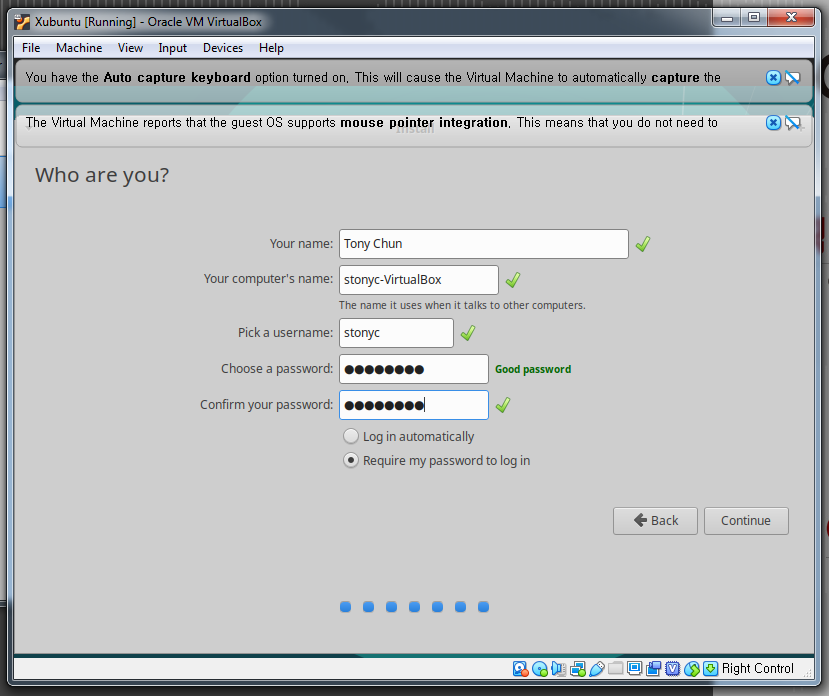 Xubuntu [Running] - Oracle VM VirtualBox
File Machine View Input Devices Help
You have the Auto capture keyboard option turned on. This will cause the Virtual Machine to automatically capture the
The Virtual Machine reports that the guest OS supports mouse pointer integration. This means that you do not need to
Install
Who are you?
Your name: Tony Chun
Your computer's name: stonyc-VirtualBox
The name it uses when it talks to other computers.
Pick a username: stonyc
Choose a password: ●●●●●●●● Good password
Confirm your password: ●●●●●●●●
Log in automatically
Require my password to log in
Back Continue
Right Control